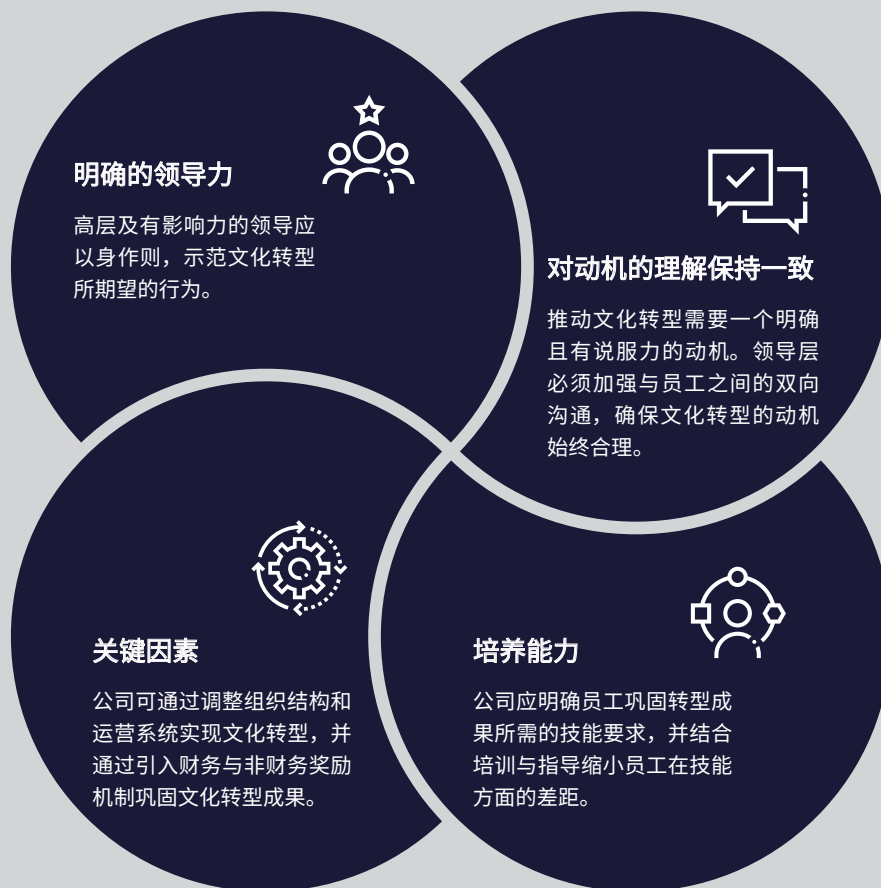 明确的领导力
高层及有影响力的领导应
以身作则，示范文化转型
所期望的行为。
对动机的理解保持一致
推动文化转型需要一个明确
且有说服力的动机。领导层
必须加强与员工之间的双向
沟通，确保文化转型的动机
始终合理。
关键因素
公司可通过调整组织结构和
运营系统实现文化转型，并
通过引入财务与非财务奖励
机制巩固文化转型成果。
培养能力
公司应明确员工巩固转型成
果所需的技能要求，并结合
培训与指导缩小员工在技能
方面的差距。